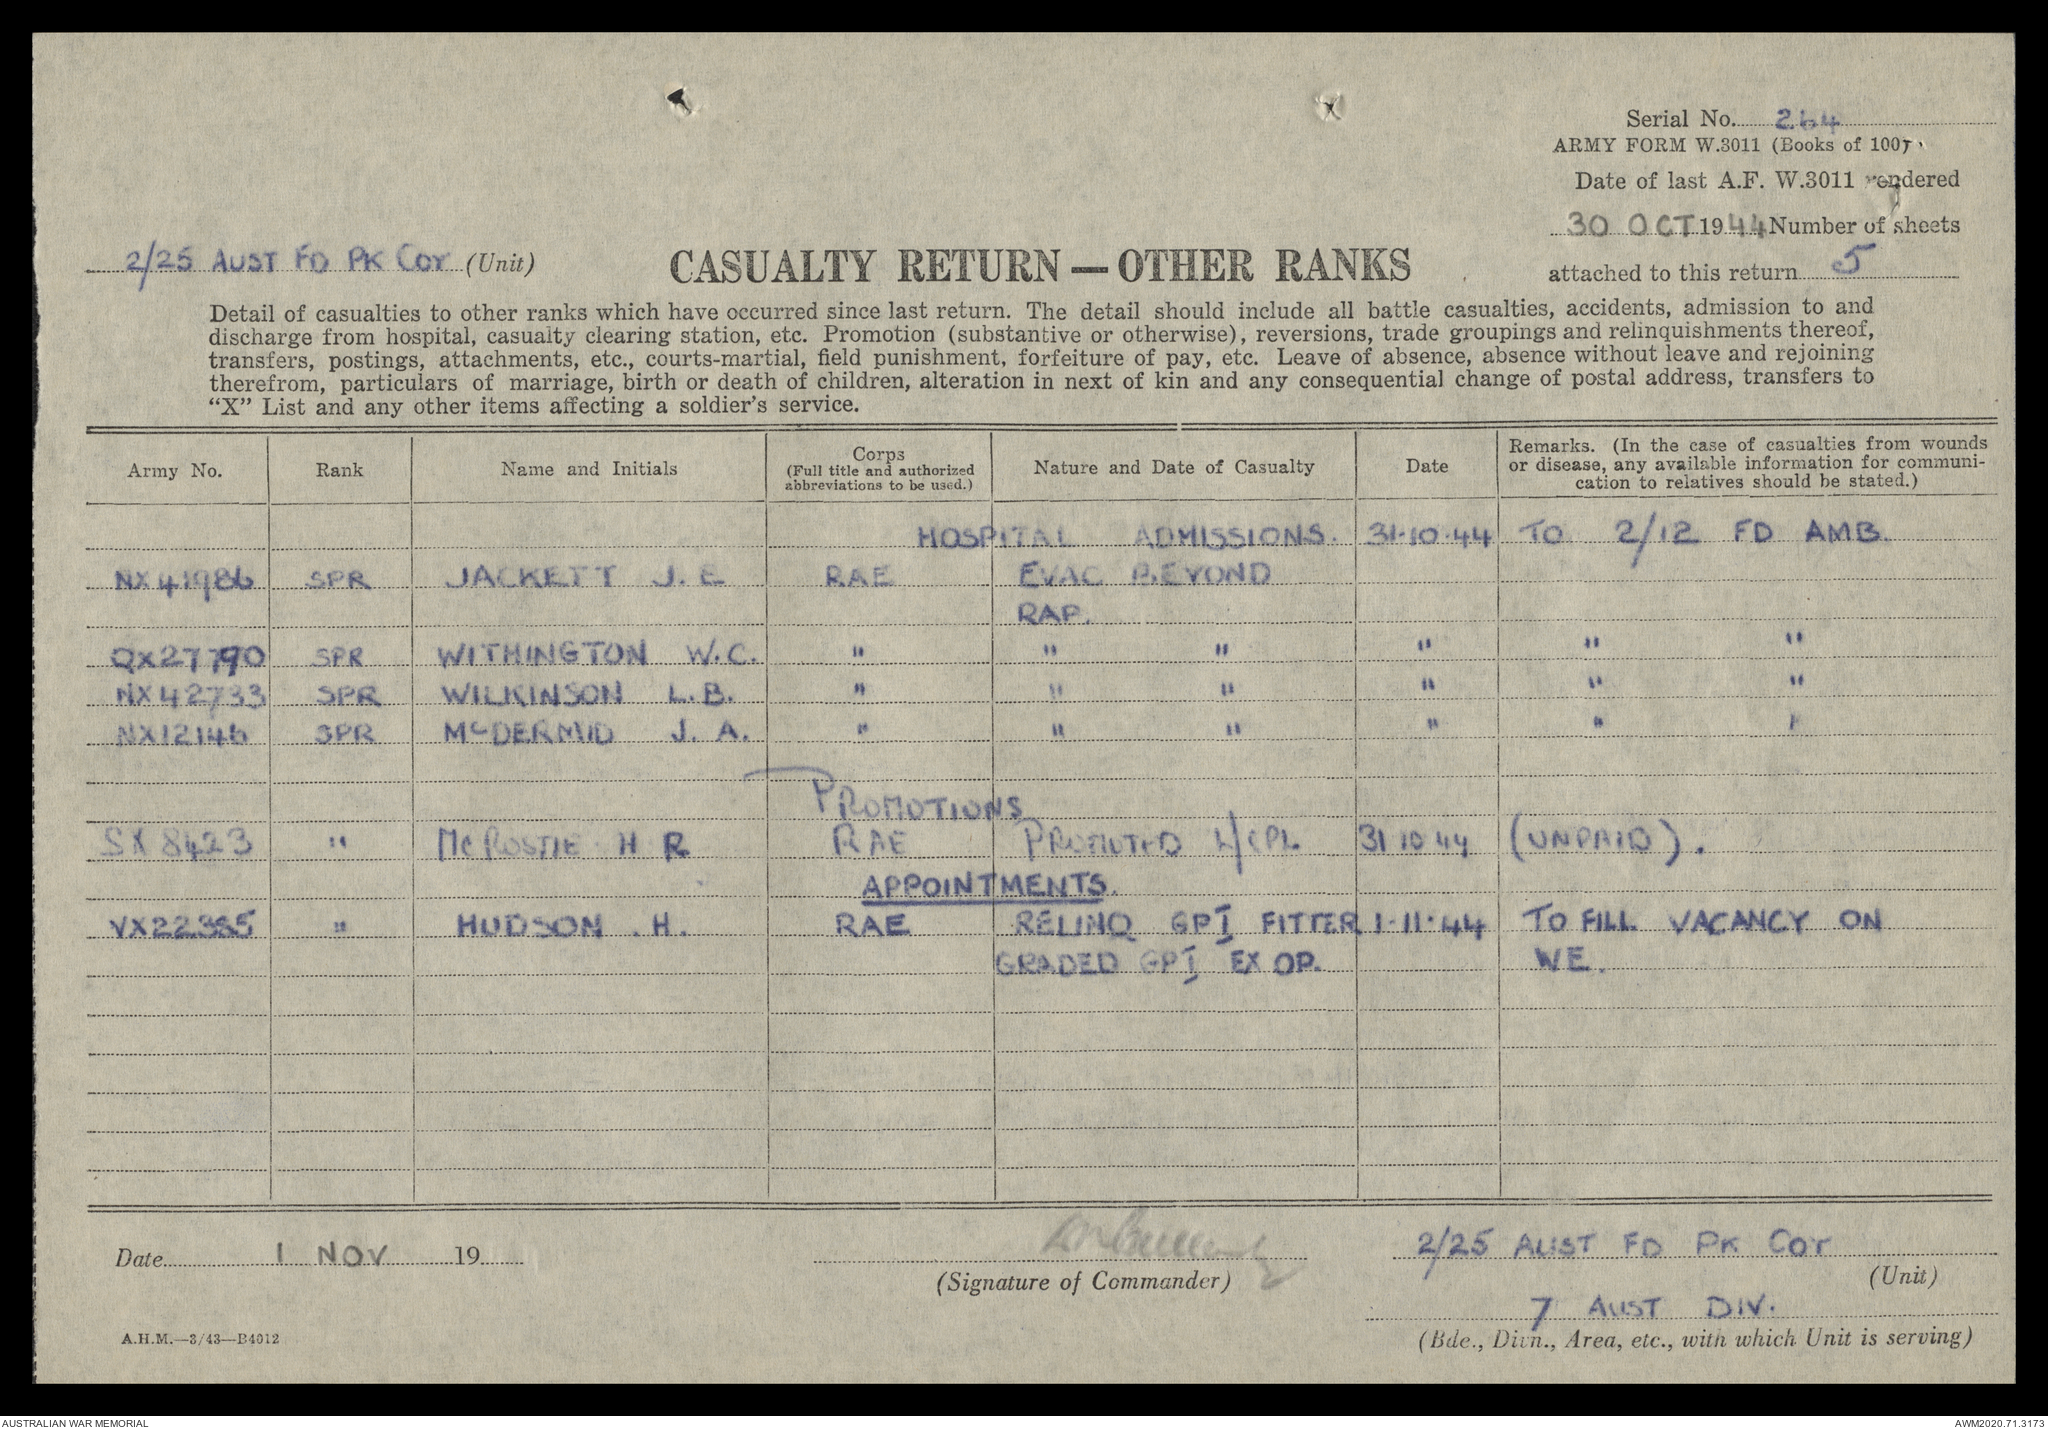 Serial No. 264
ARMY FORM W.3011 (Books of 100)
Date of last A.F. W.3011 rendered
30 OCT 1944 Number of sheets
attached to this return 5
2/25 AUST FD PK COY (Unit)
CASUALTY RETURN — OTHER RANKS
Detail of casualties to other ranks which have occurred since last return. The detail should include all battle casualties, accidents, admission to and
discharge from hospital, casualty clearing station, etc. Promotion (substantive or otherwise), reversions, trade groupings and relinquishments thereof,
transfers, postings, attachments, etc., courts-martial, field punishment, forfeiture of pay, etc. Leave of absence, absence without leave and rejoining
therefrom, particulars of marriage, birth or death of children, alteration in next of kin and any consequential change of postal address, transfers to
"X" List and any other items affecting a soldier's service.
Army No. Rank Name and Initials Corps (Full title and authorized abbreviations to be used.) Nature and Date of Casualty Date Remarks. (In the case of casualties from wounds or disease, any available information for communi- cation to relatives should be stated.)
HOSPITAL ADMISSIONS. 31·10·44 TO 2/12 FD AMB.
NX41986 SPR JACKETT J. E RAE EVAC BEYOND
RAP.
QX27790 SPR WITHINGTON W.C. " " " " " "
NX42733 SPR WILKINSON L.B. " " " " " "
NX12146 SPR McDERMID J. A. " " " " " "
PROMOTIONS
SX8423 " McROSTIE H R RAE PROMOTED L/CPL 31 10 44 (UNPAID).
APPOINTMENTS.
VX22385 " HUDSON . H. RAE RELINQ GPI FITTER 1·11·44 TO FILL VACANCY ON
GRADED GPI EX OP. WE.
Date 1 NOV 19
(Signature of Commander)
2/25 AUST FD PK COY
(Unit)
7 AUST DIV.
(Bde., Divn., Area, etc., with which Unit is serving)
A.H.M.—3/43—B4012
AUSTRALIAN WAR MEMORIAL
AWM2020.71.3173